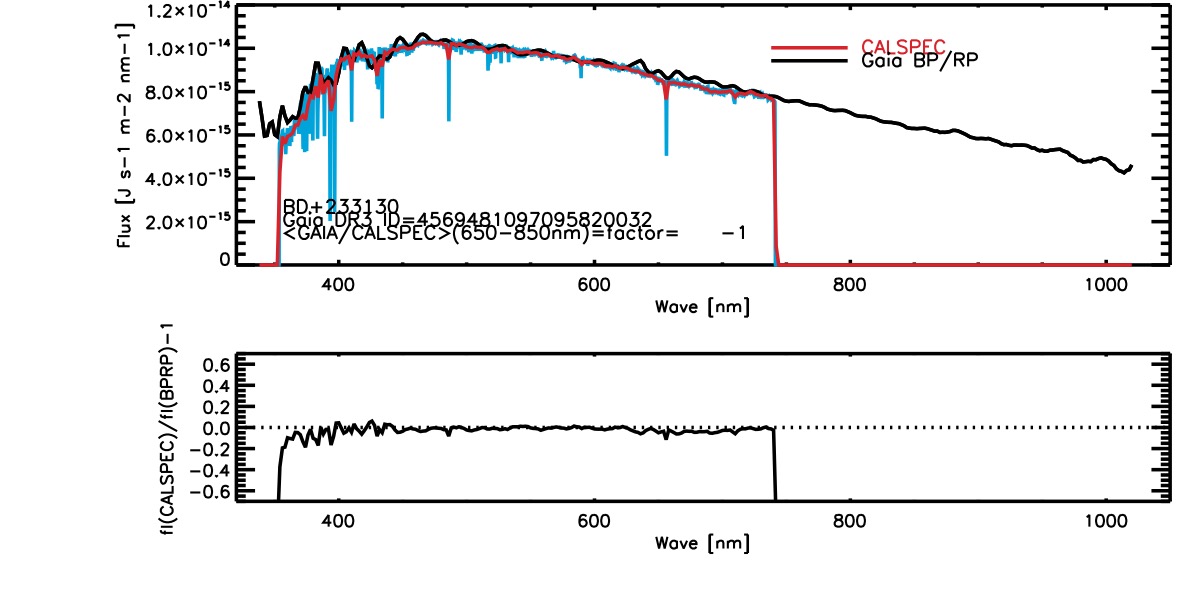 1.2×10−14
1.0×10−14
8.0×10−15
6.0×10−15
4.0×10−15
2.0×10−15
0
Flux [J s−1 m−2 nm−1]
CALSPEC
Gaia BP/RP
BD+233130
Gaia DR3 ID=4569481097095820032
<GAIA/CALSPEC>(650−850nm)=factor= −1
400 600 800 1000
Wave [nm]
fl(CALSPEC)/fl(BPRP)−1
0.6
0.4
0.2
0.0
−0.2
−0.4
−0.6
400 600 800 1000
Wave [nm]